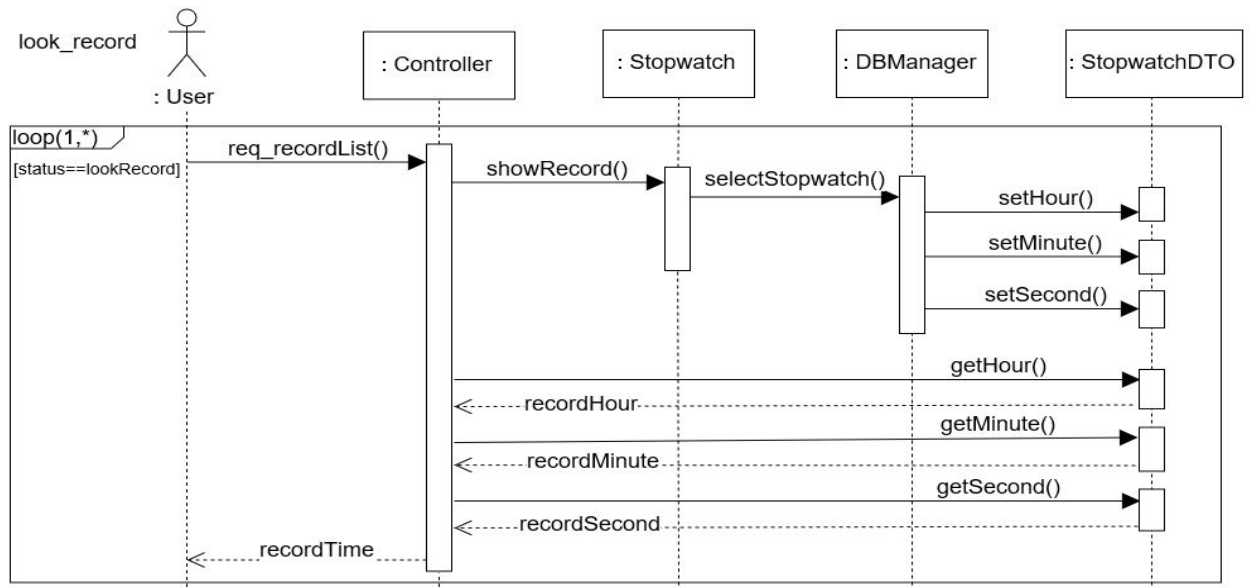 look_record
: User
: Controller
: Stopwatch
: DBManager
: StopwatchDTO
loop(1,*)
[status==lookRecord]
req_recordList()
showRecord()
selectStopwatch()
setHour()
setMinute()
setSecond()
getHour()
recordHour
getMinute()
recordMinute
getSecond()
recordSecond
recordTime